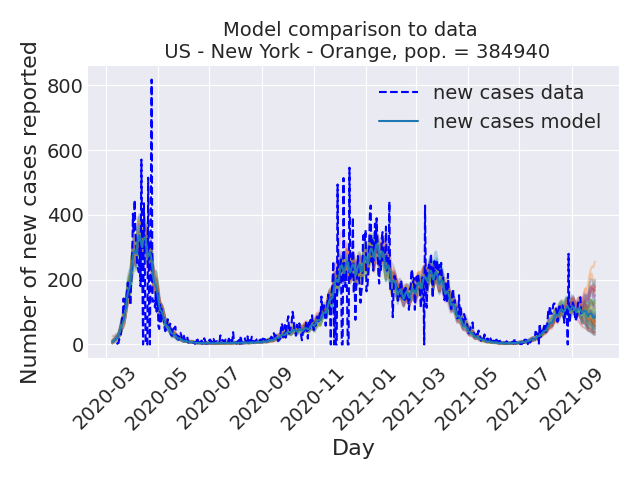 Model comparison to data
US - New York - Orange, pop. = 384940
Number of new cases reported
800
600
400
200
0
new cases data
new cases model
2020-03
2020-05
2020-07
2020-09
2020-11
2021-01
2021-03
2021-05
2021-07
2021-09
Day